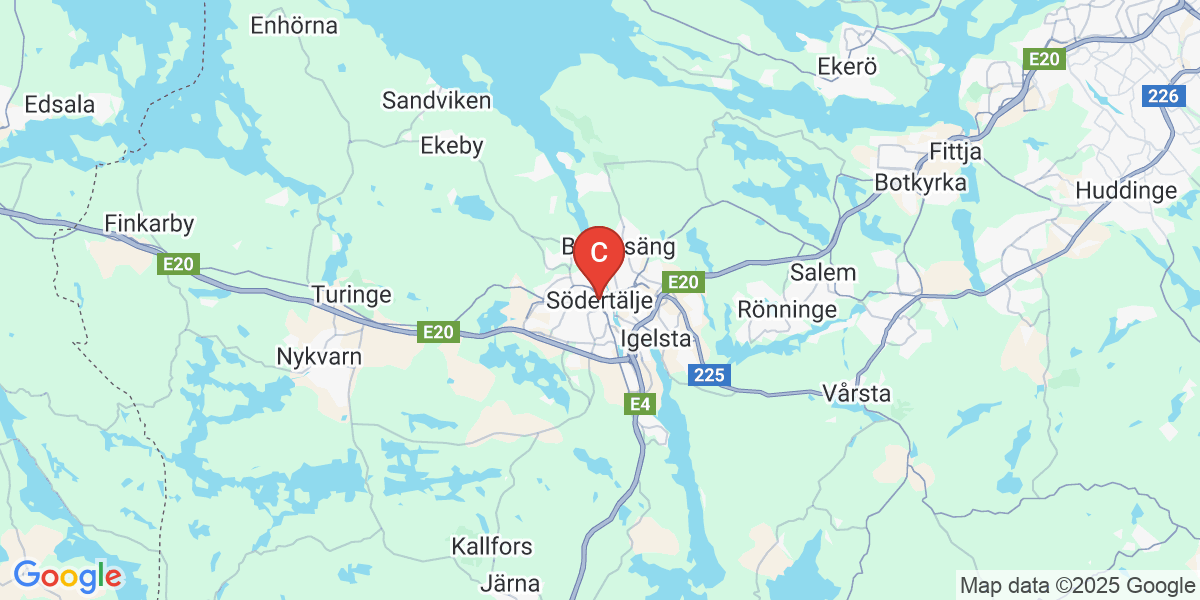 Enhörna
Ekerö
E20
226
Edsala
Sandviken
Ekeby
Fittja
Botkyrka
Huddinge
Finkarby
C
säng
E20
Salem
E20
Turinge
Södertälje
Rönninge
E20
Igelsta
Nykvarn
225
Vårsta
E4
Kallfors
Järna
Google
Map data ©2025 Google